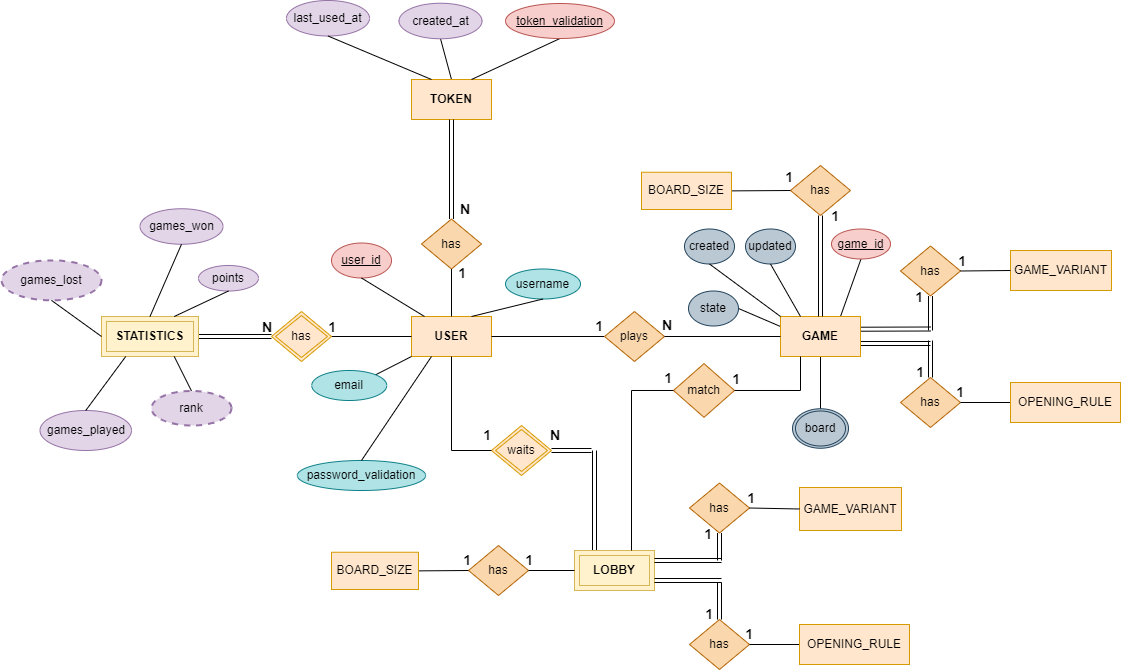 last_used_at
created_at
token_validation
TOKEN
N
has
1
games_won
games_lost
points
STATISTICS
N
has
1
rank
games_played
user_id
username
USER
email
password_validation
1
plays
N
1
waits
N
BOARD_SIZE
1
has
1
created
updated
game_id
state
GAME
board
has
1
1
GAME_VARIANT
1
has
1
OPENING_RULE
1
match
1
has
1
1
GAME_VARIANT
BOARD_SIZE
1
has
1
LOBBY
1
has
1
OPENING_RULE